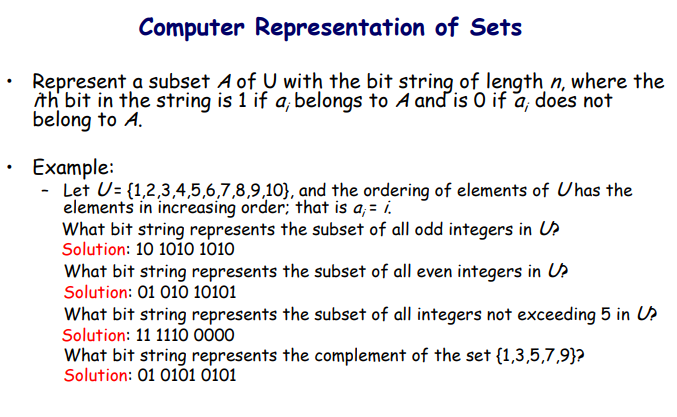 Computer Representation of Sets
• Represent a subset A of U with the bit string of length n, where the
ith bit in the string is 1 if aᵢ belongs to A and is 0 if aᵢ does not
belong to A.
• Example:
– Let U = {1,2,3,4,5,6,7,8,9,10}, and the ordering of elements of U has the
elements in increasing order; that is aᵢ = i.
What bit string represents the subset of all odd integers in U?
Solution: 10 1010 1010
What bit string represents the subset of all even integers in U?
Solution: 01 010 10101
What bit string represents the subset of all integers not exceeding 5 in U?
Solution: 11 1110 0000
What bit string represents the complement of the set {1,3,5,7,9}?
Solution: 01 0101 0101